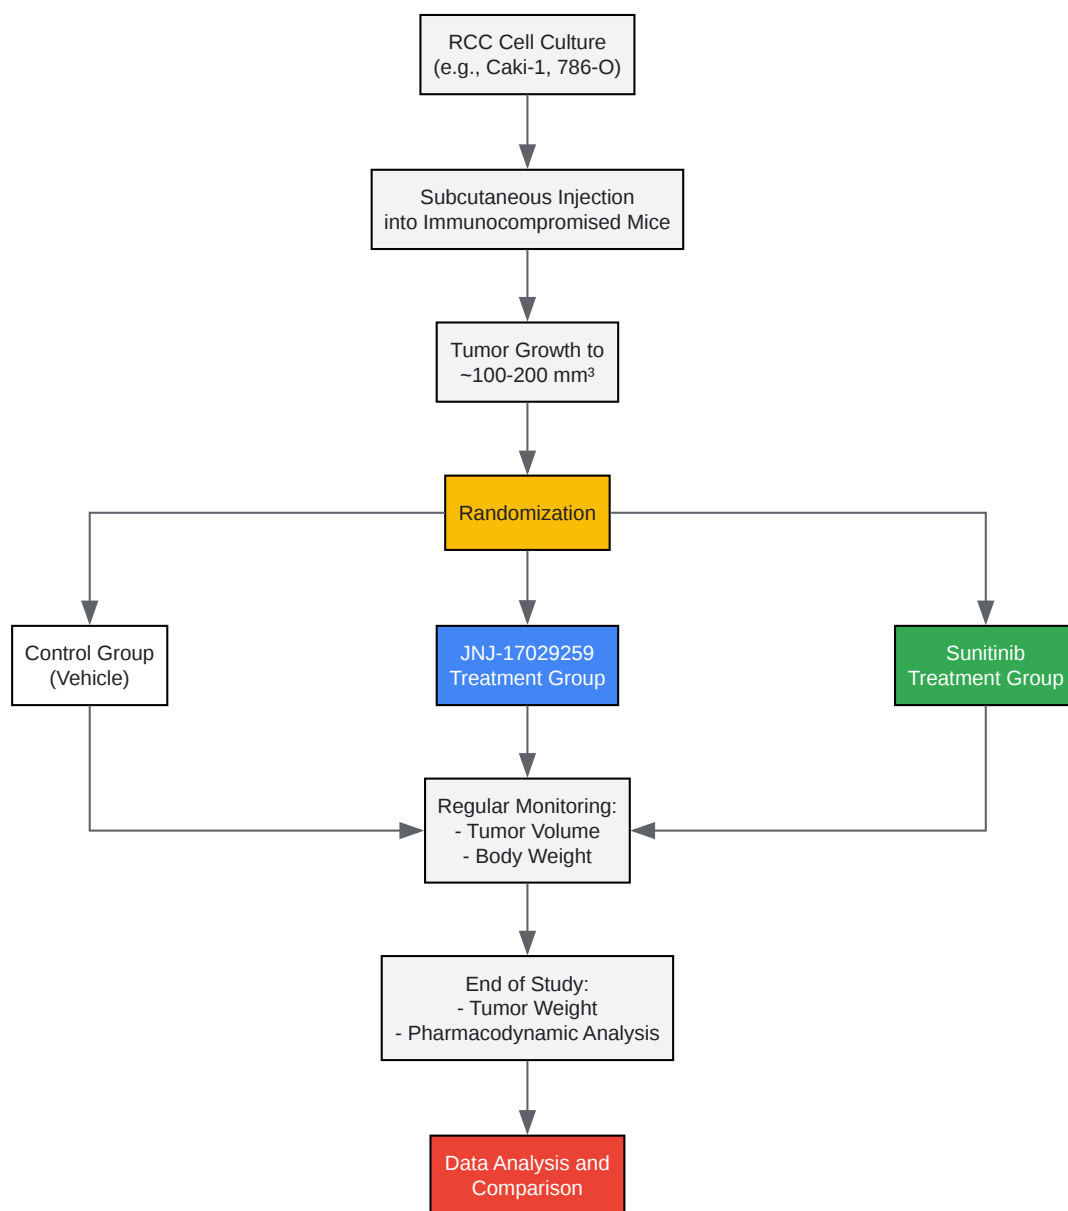 RCC Cell Culture
(e.g., Caki-1, 786-O)
Subcutaneous Injection
into Immunocompromised Mice
Tumor Growth to
~100-200 mm³
Randomization
Control Group
(Vehicle)
JNJ-17029259
Treatment Group
Sunitinib
Treatment Group
Regular Monitoring:
- Tumor Volume
- Body Weight
End of Study:
- Tumor Weight
- Pharmacodynamic Analysis
Data Analysis and
Comparison